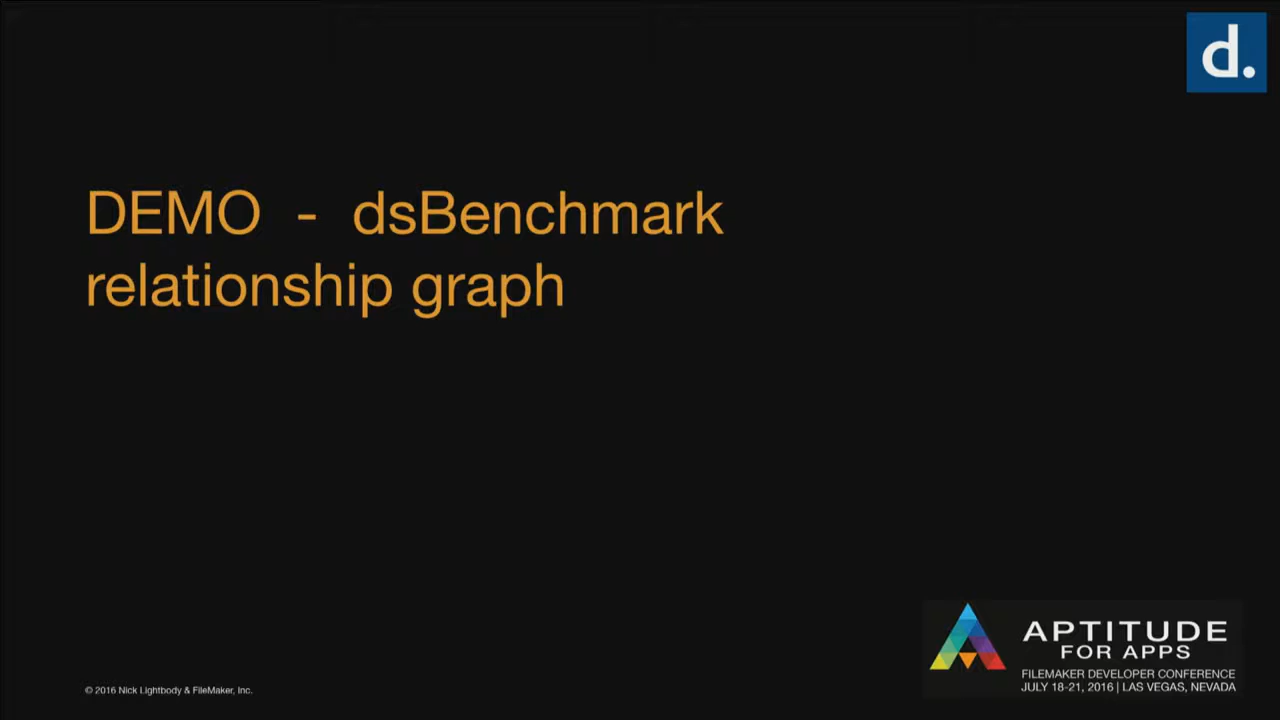 d.
DEMO - dsBenchmark
relationship graph
APTITUDE
FOR APPS
FILEMAKER DEVELOPER CONFERENCE
JULY 18-21, 2016 | LAS VEGAS, NEVADA
© 2016 Nick Lightbody & FileMaker, Inc.